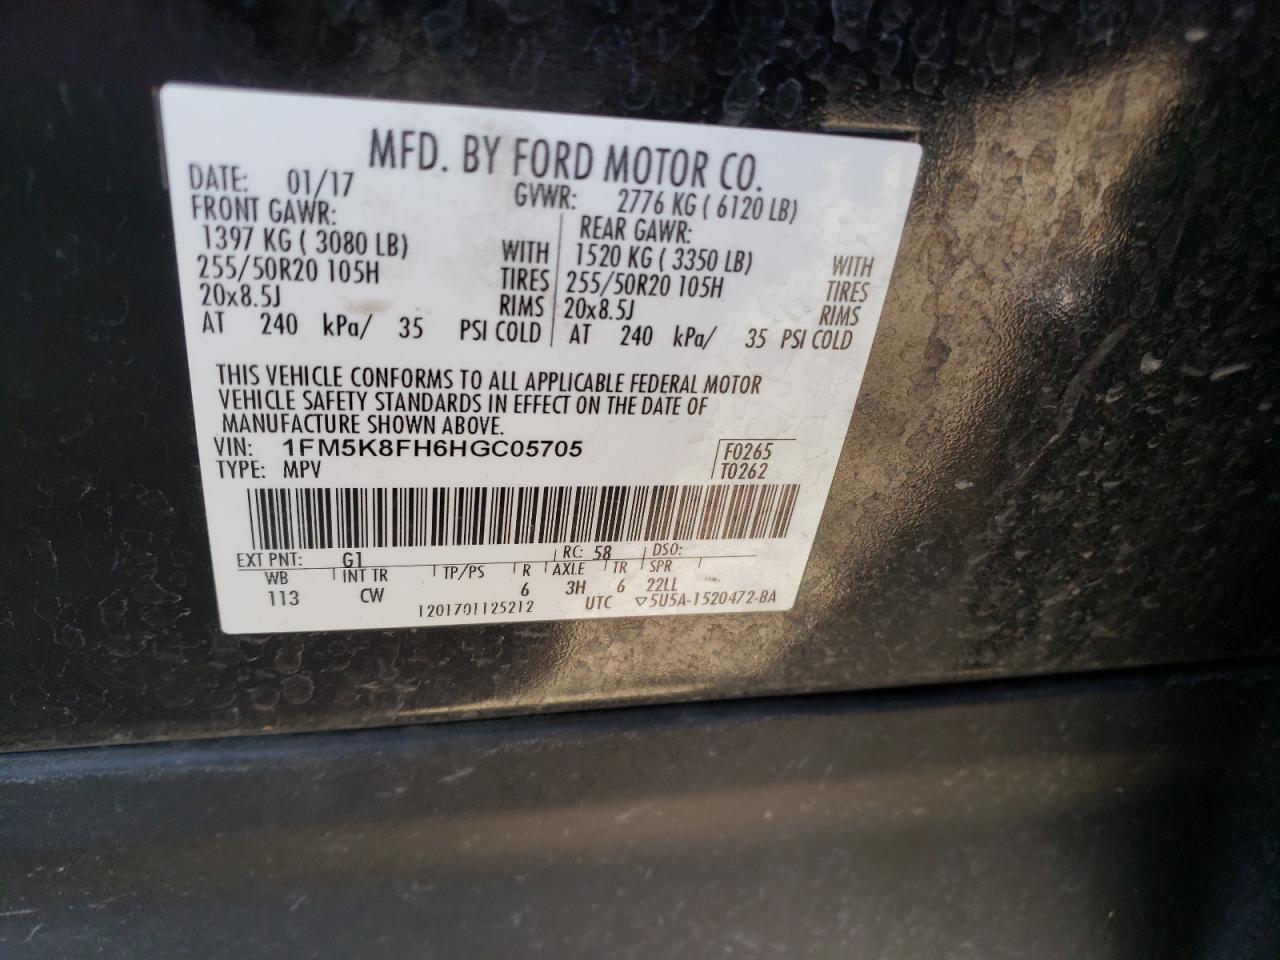 MFD. BY FORD MOTOR CO.
DATE: 01/17 GVWR: 2776 KG ( 6120 LB)
FRONT GAWR: REAR GAWR:
1397 KG ( 3080 LB) WITH 1520 KG ( 3350 LB) WITH
255/50R20 105H TIRES 255/50R20 105H TIRES
20x8.5J RIMS 20x8.5J RIMS
AT 240 kPa/ 35 PSI COLD AT 240 kPa/ 35 PSI COLD
THIS VEHICLE CONFORMS TO ALL APPLICABLE FEDERAL MOTOR
VEHICLE SAFETY STANDARDS IN EFFECT ON THE DATE OF
MANUFACTURE SHOWN ABOVE.
VIN: 1FM5K8FH6HGC05705 F0265
TYPE: MPV T0262
EXT PNT: G1 RC: 58 DSO:
WB INT TR TP/PS R AXLE TR SPR
113 CW 6 3H 6 22LL
1201701125212 UTC ▽5U5A-1520472-BA